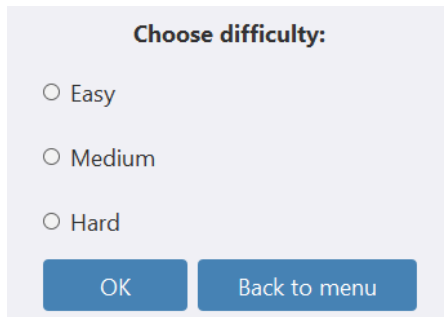 Choose difficulty:
Easy
Medium
Hard
OK Back to menu